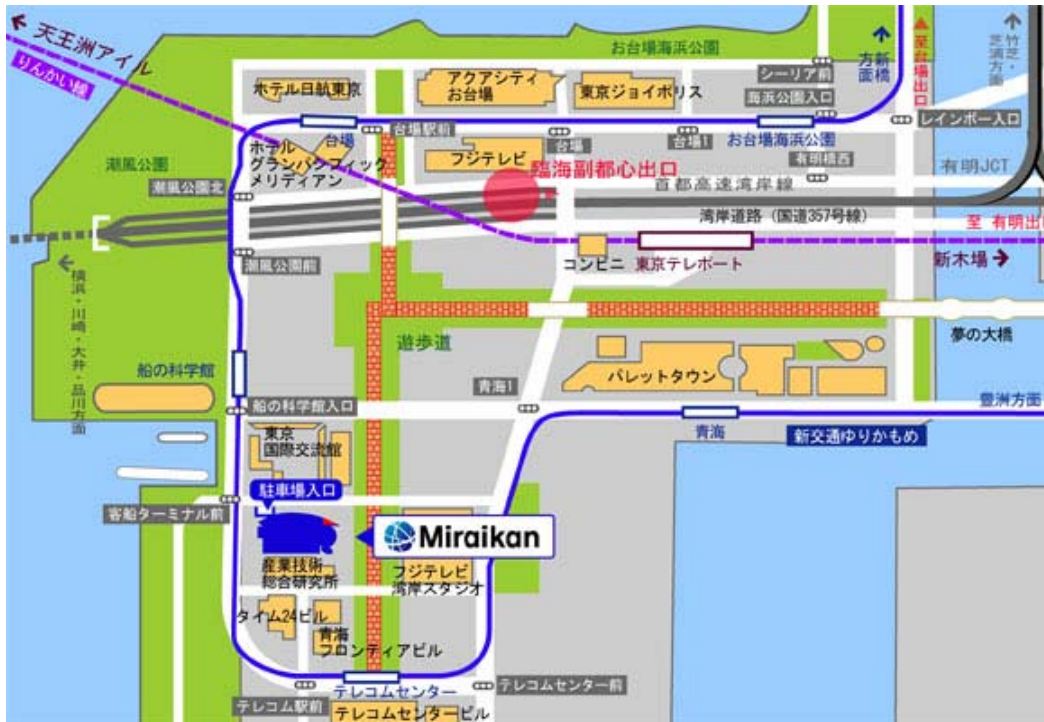 天王洲アイル
りんかい線
お台場海浜公園
新橋
方面
至台場出口
竹芝・
芝浦方面
ホテル日航東京
アクアシティ
お台場
東京ジョイポリス
シーリア前
海浜公園入口
レインボー入口
台場
台場駅前
台場
台場1
お台場海浜公園
有明橋西
有明JCT
潮風公園
ホテル
グランパシフィック
メリディアン
フジテレビ
臨海副都心出口
首都高速湾岸線
潮風公園北
湾岸道路（国道357号線）
至 有明出
潮風公園前
コンビニ
東京テレポート
新木場
横浜・川崎・大井・品川方面
夢の大橋
遊歩道
船の科学館
青海1
パレットタウン
豊洲方面
船の科学館入口
東京
国際交流館
青海
新交通ゆりかもめ
駐車場入口
客船ターミナル前
Miraikan
産業技術
総合研究所
フジテレビ
湾岸スタジオ
タイム24ビル
青海
フロンティアビル
テレコムセンター
テレコムセンター前
テレコム駅前
テレコムセンタービル